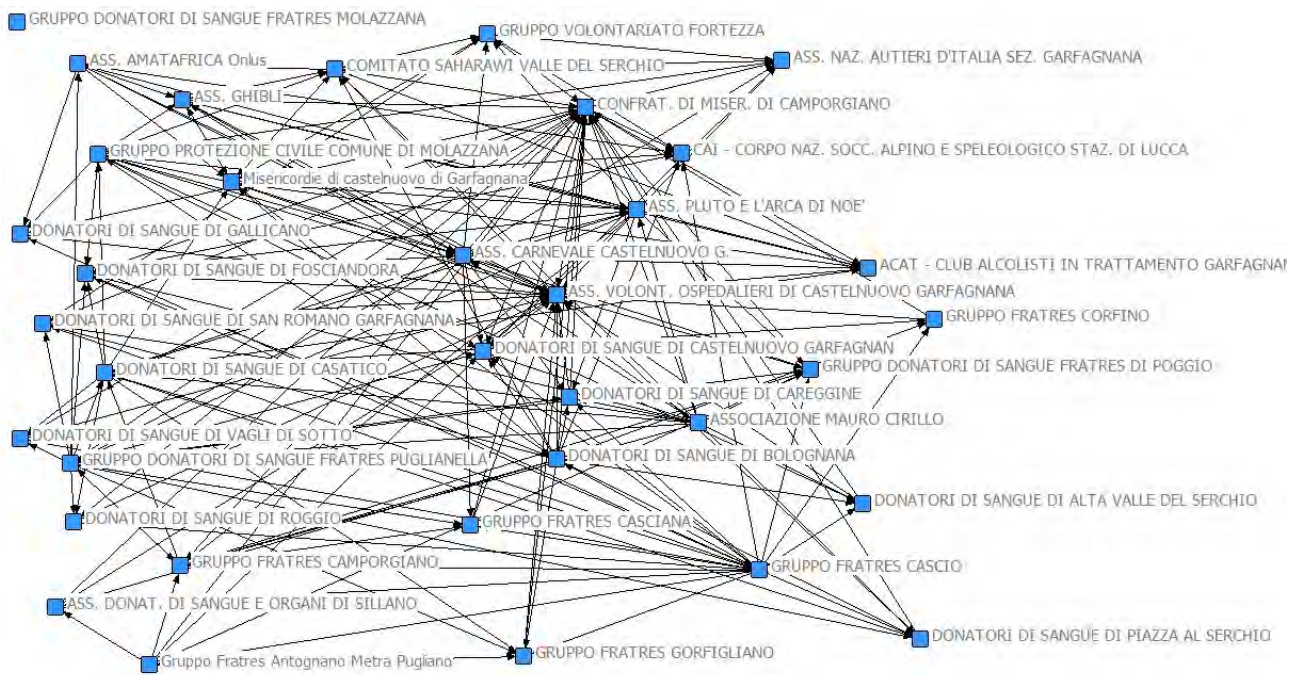 GRUPPO DONATORI DI SANGUE FRATRES MOLAZZANA
GRUPPO VOLONTARIATO FORTEZZA
ASS. NAZ. AUTIERI D'ITALIA SEZ. GARFAGNANA
ASS. AMATAFRICA Onlus
COMITATO SAHARAWI VALLE DEL SERCHIO
ASS. GHIBLI
CONFRAT. DI MISER. DI CAMPORGIANO
GRUPPO PROTEZIONE CIVILE COMUNE DI MOLAZZANA
CAI - CORPO NAZ. SOCC. ALPINO E SPELEOLOGICO STAZ. DI LUCCA
Misericordie di castelnuovo di Garfagnana
ASS. PLUTO E L'ARCA DI NOE'
DONATORI DI SANGUE DI GALLICANO
ASS. CARNEVALE CASTELNUOVO G.
DONATORI DI SANGUE DI FOSCIANDORA
ACAT - CLUB ALCOLISTI IN TRATTAMENTO GARFAGNAN
ASS. VOLONT. OSPEDALIERI DI CASTELNUOVO GARFAGNANA
DONATORI DI SANGUE DI SAN ROMANO GARFAGNANA
GRUPPO FRATRES CORFINO
DONATORI DI SANGUE DI CASTELNUOVO GARFAGNAN
DONATORI DI SANGUE DI CASATICO
GRUPPO DONATORI DI SANGUE FRATRES DI POGGIO
DONATORI DI SANGUE DI CAREGGINE
ASSOCIAZIONE MAURO CIRILLO
DONATORI DI SANGUE DI VAGLI DI SOTTO
GRUPPO DONATORI DI SANGUE FRATRES PUGLIANELLA
DONATORI DI SANGUE DI BOLOGNANA
DONATORI DI SANGUE DI ALTA VALLE DEL SERCHIO
DONATORI DI SANGUE DI ROGGIO
GRUPPO FRATRES CASCIANA
GRUPPO FRATRES CAMPORGIANO
GRUPPO FRATRES CASCIO
ASS. DONAT. DI SANGUE E ORGANI DI SILLANO
DONATORI DI SANGUE DI PIAZZA AL SERCHIO
Gruppo Fratres Antognano Metra Pugliano
GRUPPO FRATRES GORFIGLIANO